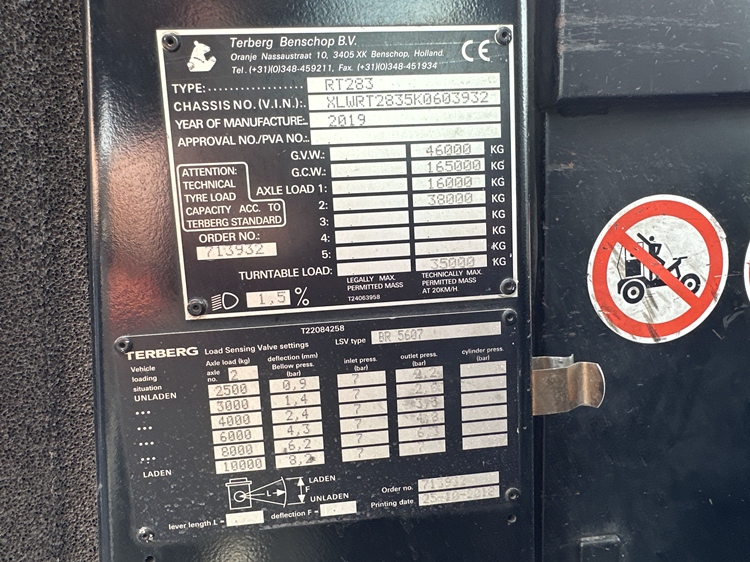 Terberg Benschop B.V.
Oranje Nassaustraat 10, 3405 XK Benschop, Holland.
Tel. (+31)(0)348-459211, Fax. (+31)(0)348-451934
CE
TYPE: RT283
CHASSIS NO. (V.I.N.): XLWRT2835K0603932
YEAR OF MANUFACTURE: 2019
APPROVAL NO./PVA NO.:
G.V.W.: 46000 KG
G.C.W.: 165000 KG
ATTENTION:
TECHNICAL
TYRE LOAD
CAPACITY ACC. TO
TERBERG STANDARD
AXLE LOAD 1: 16000 KG
2: 38000 KG
3: KG
4: KG
5: KG
ORDER NO.:
713932
TURNTABLE LOAD: 35000 KG
1,5 %
LEGALLY MAX.
PERMITTED MASS
TECHNICALLY MAX.
PERMITTED MASS
AT 20KM/H.
T24063958
T22084258
LSV type BR 5607
TERBERG Load Sensing Valve settings
Vehicle
loading
situation
Axle load (kg)
axle
no. 2
deflection (mm)
Bellow press.
(bar)
inlet press.
(bar)
outlet press.
(bar)
cylinder press.
(bar)
UNLADEN 2500 0,9 7
3000 1,4 7
4000 2,4 7
6000 4,3 7
8000 6,2 7
LADEN 10000 8,2 7
LADEN
F
L
UNLADEN
lever length L =
deflection F =
Order no. 713932
Printing date 25-10-2018